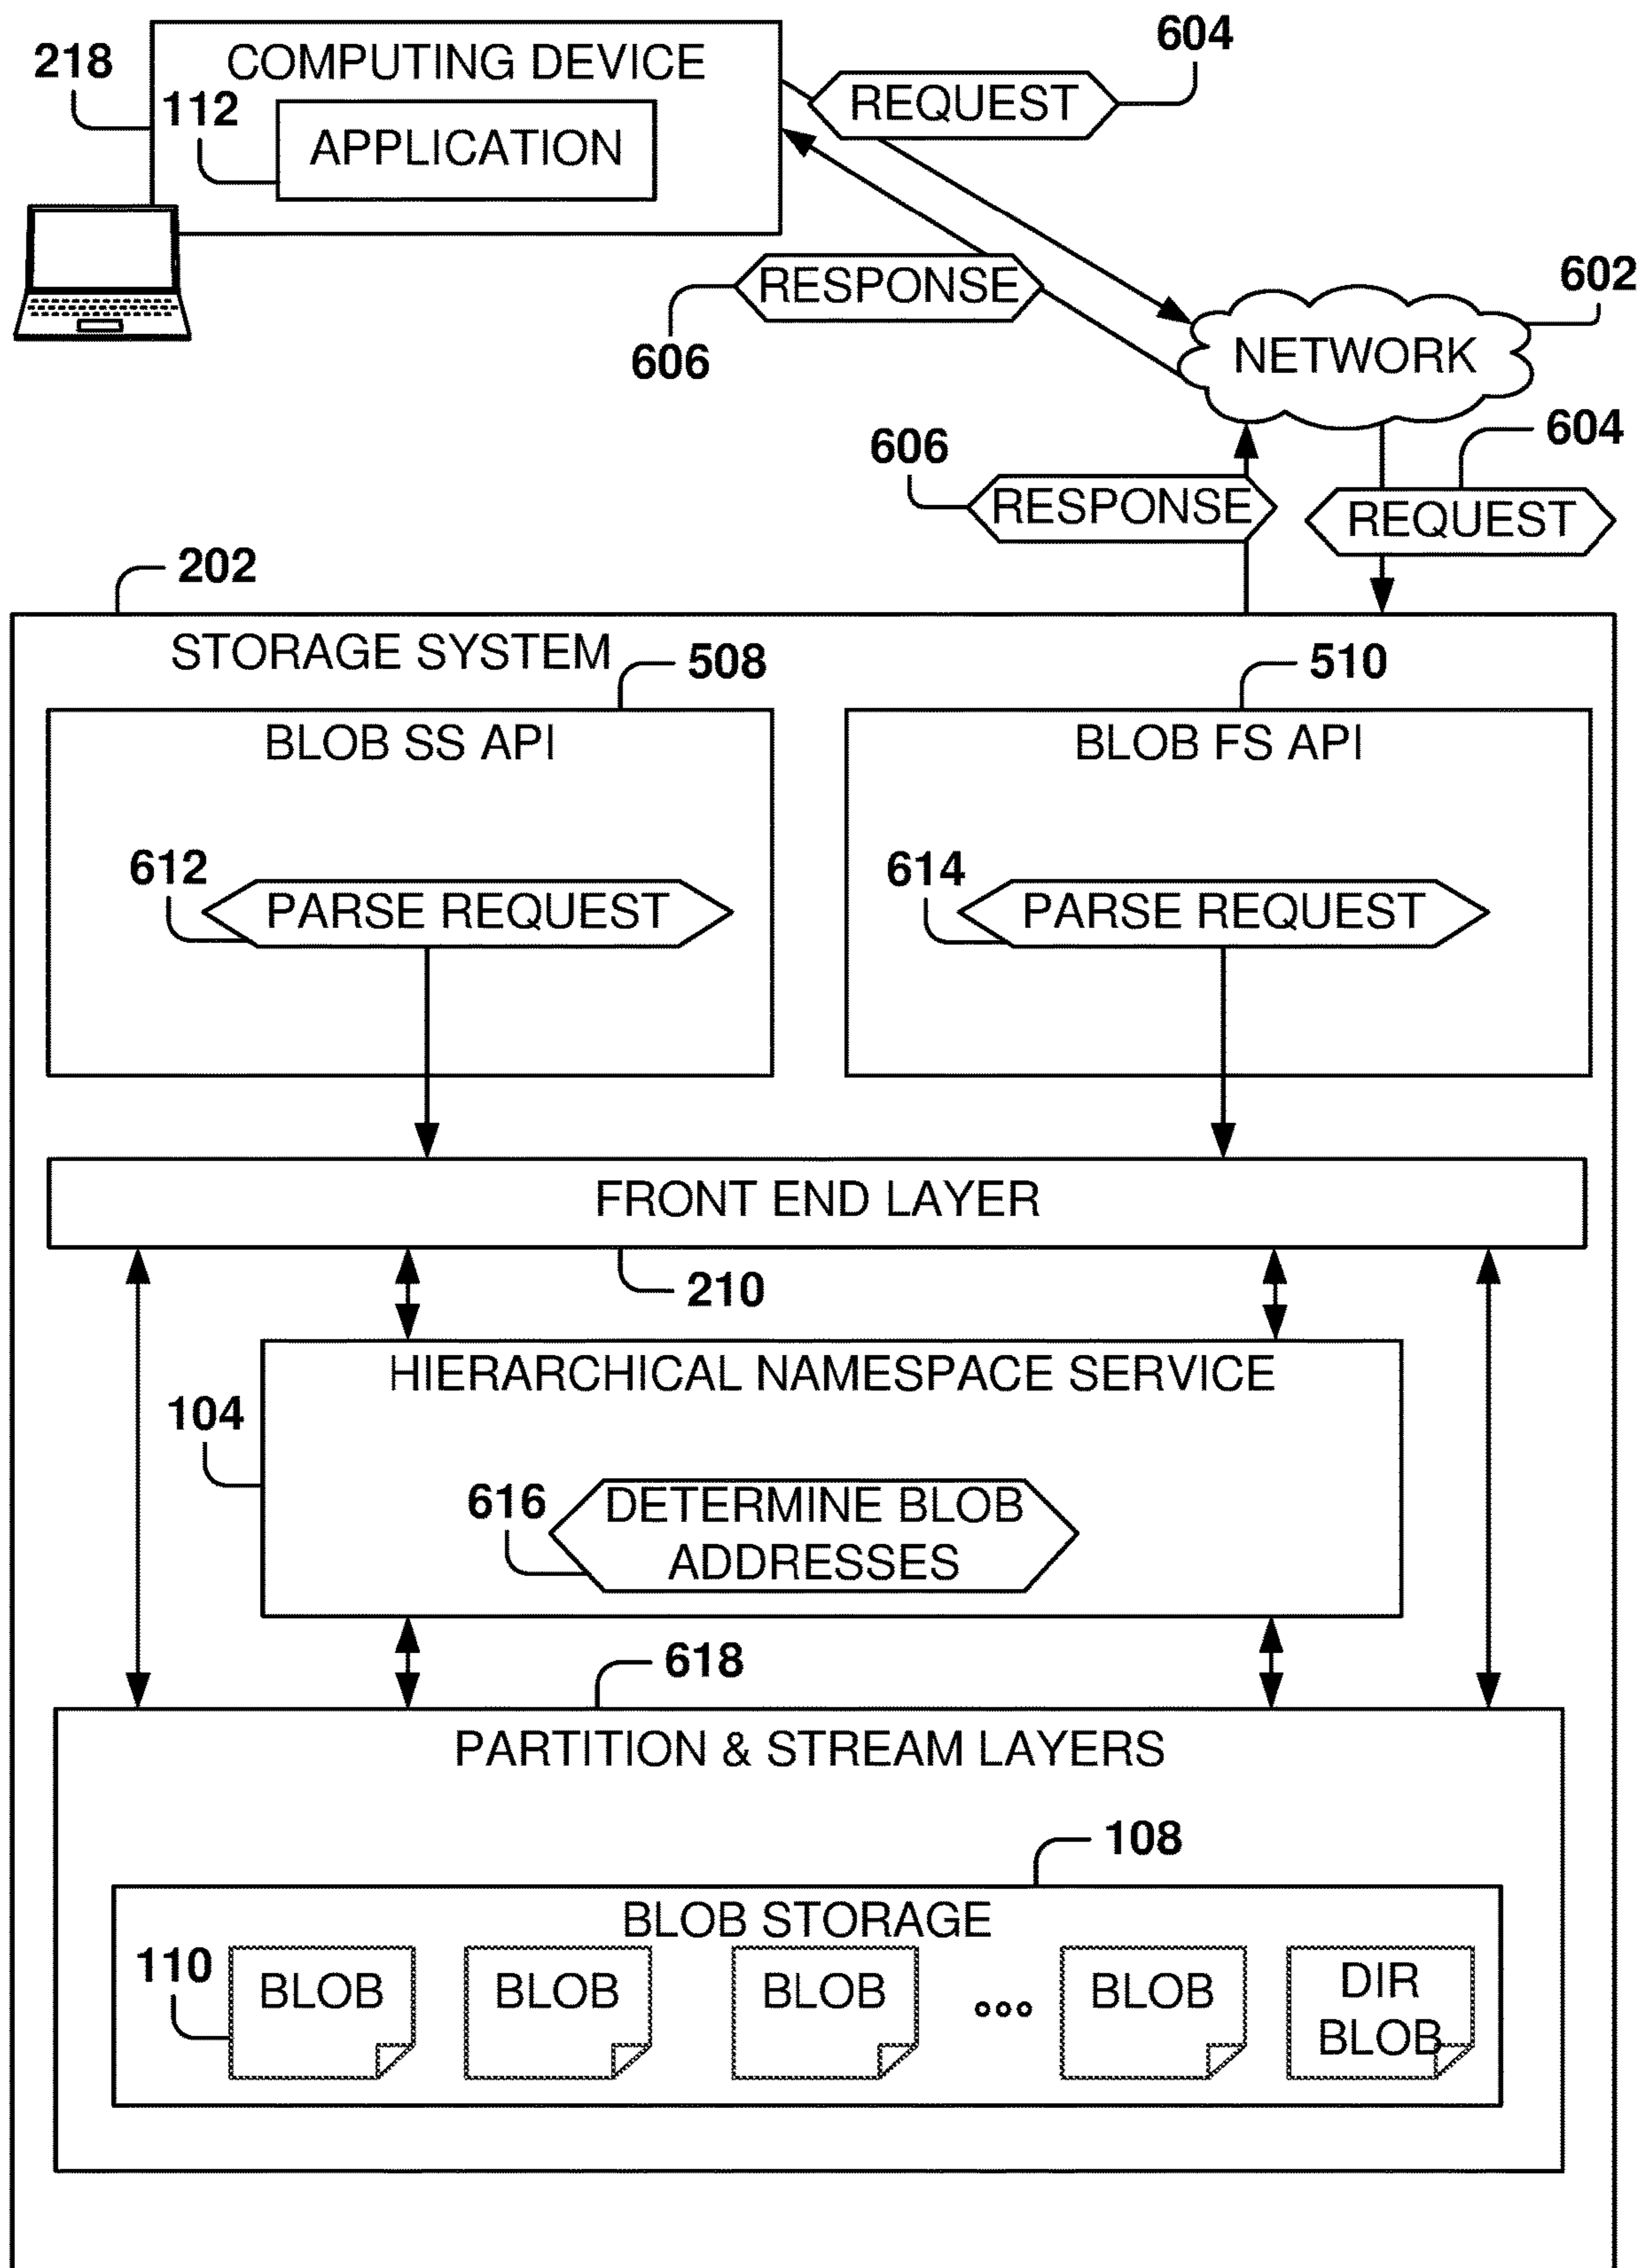 604
218
COMPUTING DEVICE
REQUEST
112
APPLICATION
602
RESPONSE
606
NETWORK
604
606
RESPONSE
REQUEST
202
STORAGE SYSTEM
508
510
BLOB SS API
BLOB FS API
612
614
PARSE REQUEST
PARSE REQUEST
FRONT END LAYER
210
HIERARCHICAL NAMESPACE SERVICE
104
616
DETERMINE BLOB
ADDRESSES
618
PARTITION & STREAM LAYERS
108
BLOB STORAGE
110
BLOB
BLOB
BLOB
BLOB
DIR
BLOB